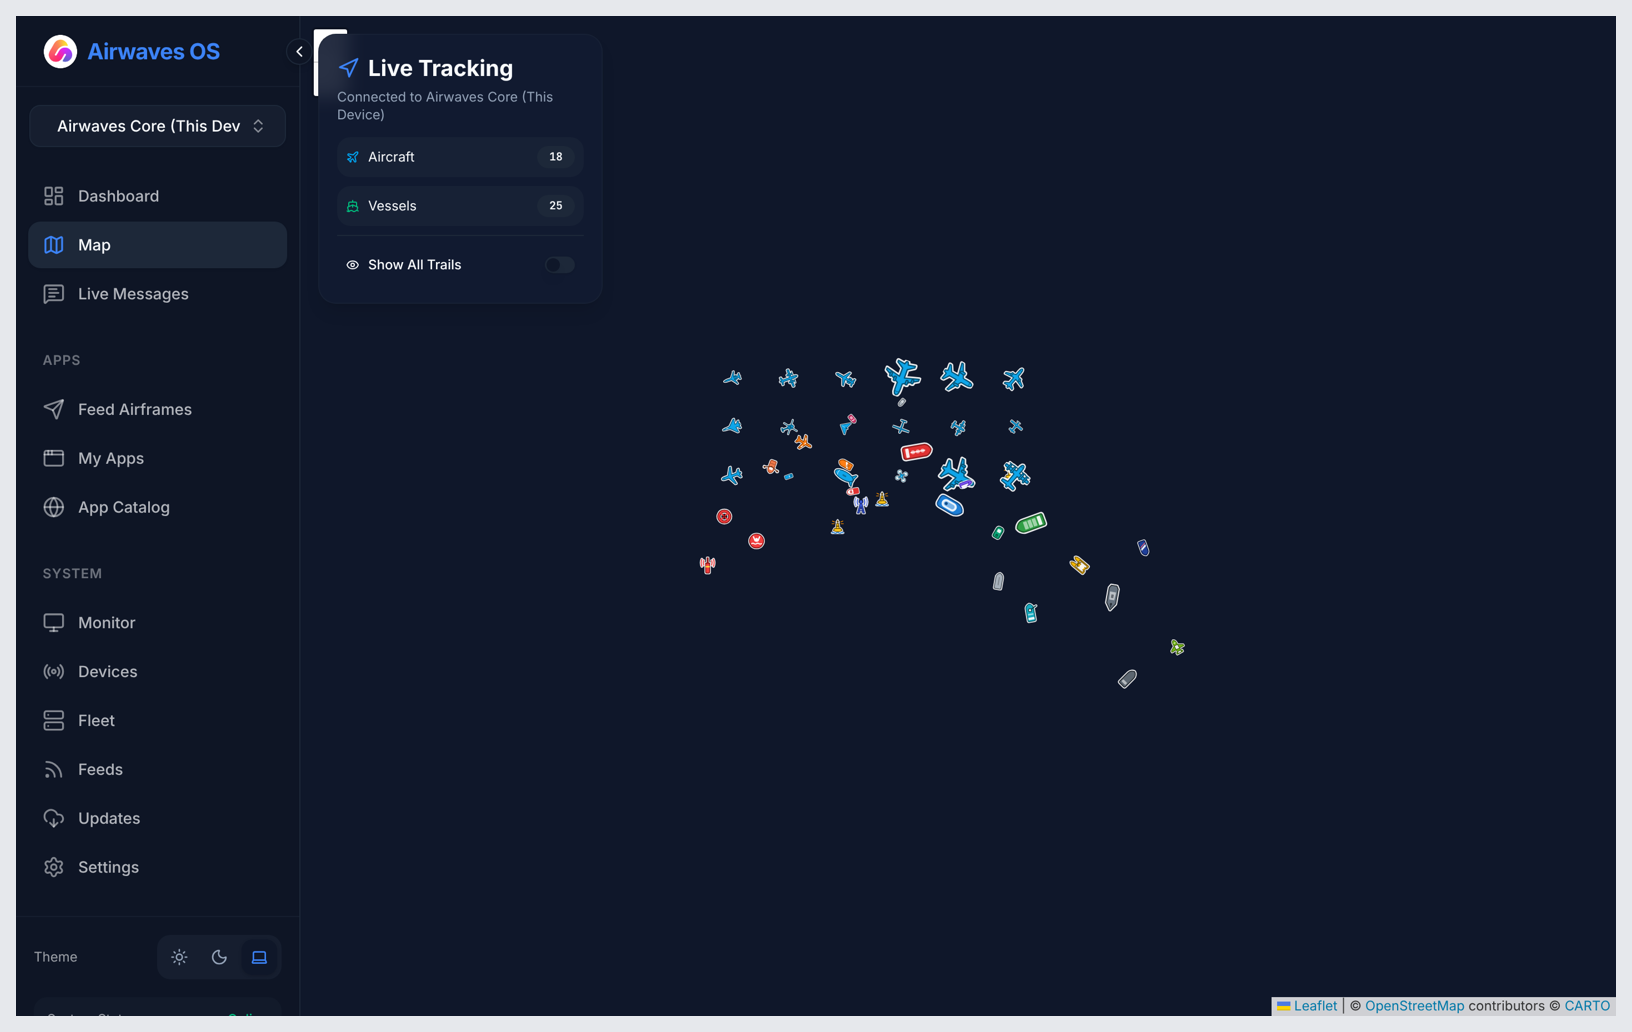 Airwaves OS
Airwaves Core (This Dev
Dashboard
Map
Live Messages
APPS
Feed Airframes
My Apps
App Catalog
SYSTEM
Monitor
Devices
Fleet
Feeds
Updates
Settings
Theme
Live Tracking
Connected to Airwaves Core (This
Device)
Aircraft 18
Vessels 25
Show All Trails
Leaflet | © OpenStreetMap contributors © CARTO